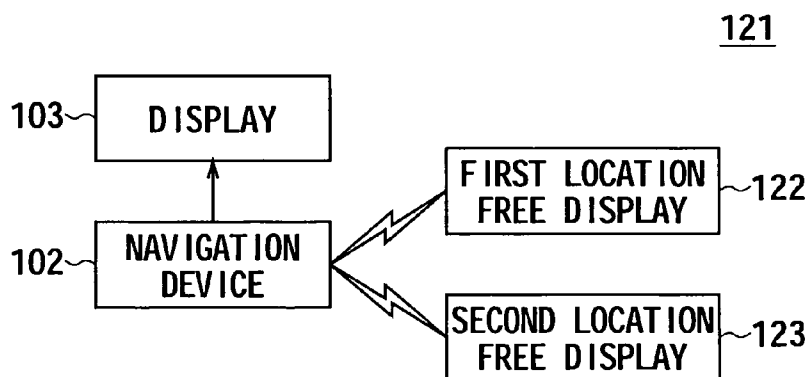 121
103
DISPLAY
FIRST LOCATION
FREE DISPLAY
122
102
NAVIGATION
DEVICE
SECOND LOCATION
FREE DISPLAY
123